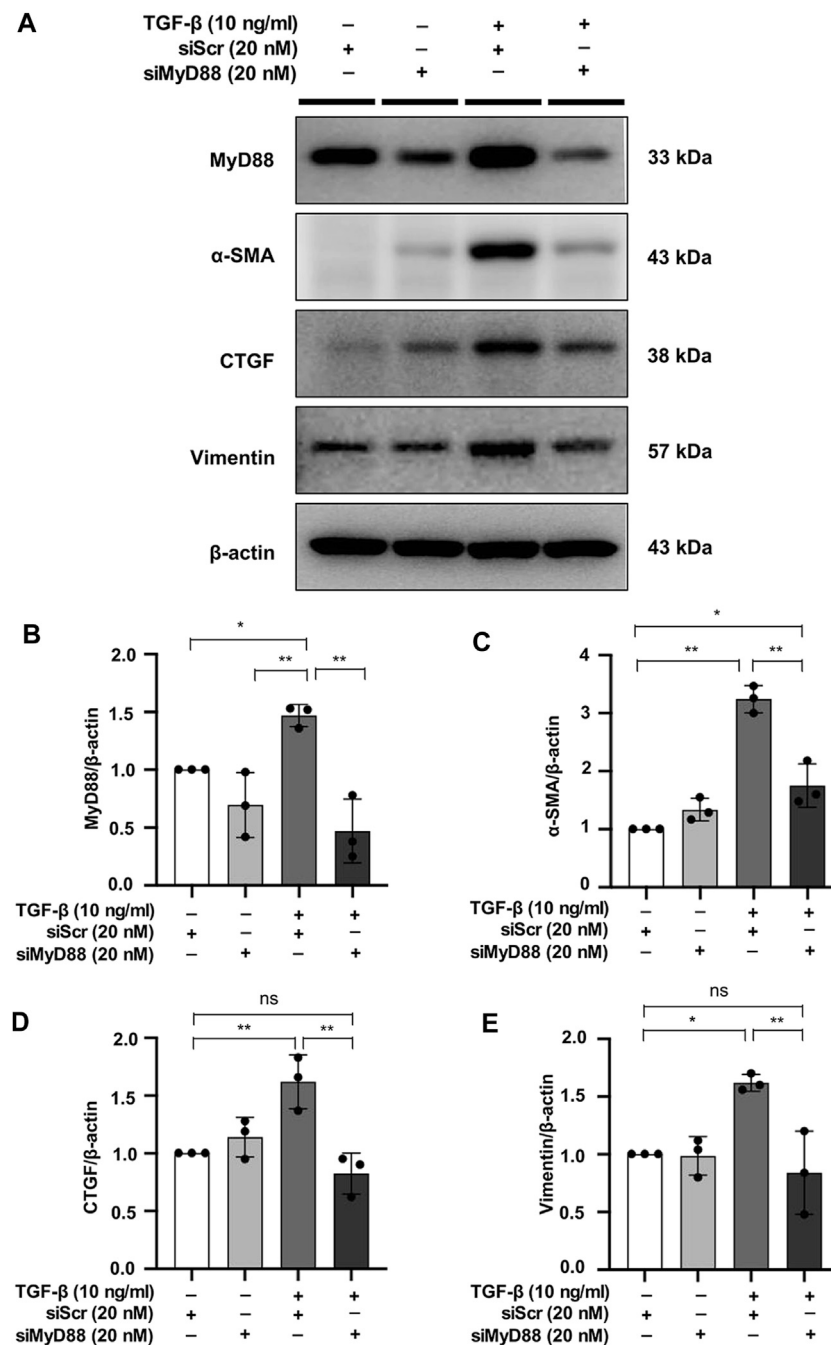 A
TGF-β (10 ng/ml) – – + +
siScr (20 nM) + – + –
siMyD88 (20 nM) – + – +
MyD88 33 kDa
α-SMA 43 kDa
CTGF 38 kDa
Vimentin 57 kDa
β-actin 43 kDa
B
* ** **
MyD88/β-actin
2.0
1.5
1.0
0.5
0.0
TGF-β (10 ng/ml) – – + +
siScr (20 nM) + – + –
siMyD88 (20 nM) – + – +
C
*
** **
α-SMA/β-actin
4
3
2
1
0
TGF-β (10 ng/ml) – – + +
siScr (20 nM) + – + –
siMyD88 (20 nM) – + – +
D
ns
** **
CTGF/β-actin
2.0
1.5
1.0
0.5
0.0
TGF-β (10 ng/ml) – – + +
siScr (20 nM) + – + –
siMyD88 (20 nM) – + – +
E
ns
* **
Vimentin/β-actin
2.0
1.5
1.0
0.5
0.0
TGF-β (10 ng/ml) – – + +
siScr (20 nM) + – + –
siMyD88 (20 nM) – + – +